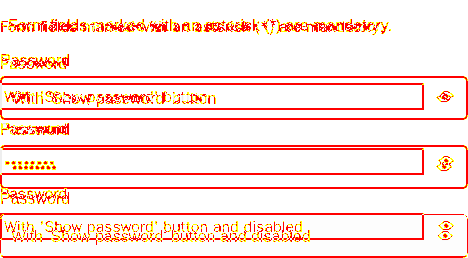 Form fields marked with an asterisk (*) are mandatory.
Password
With 'Show password' button
Password
••••••••
Password
With 'Show password' button and disabled